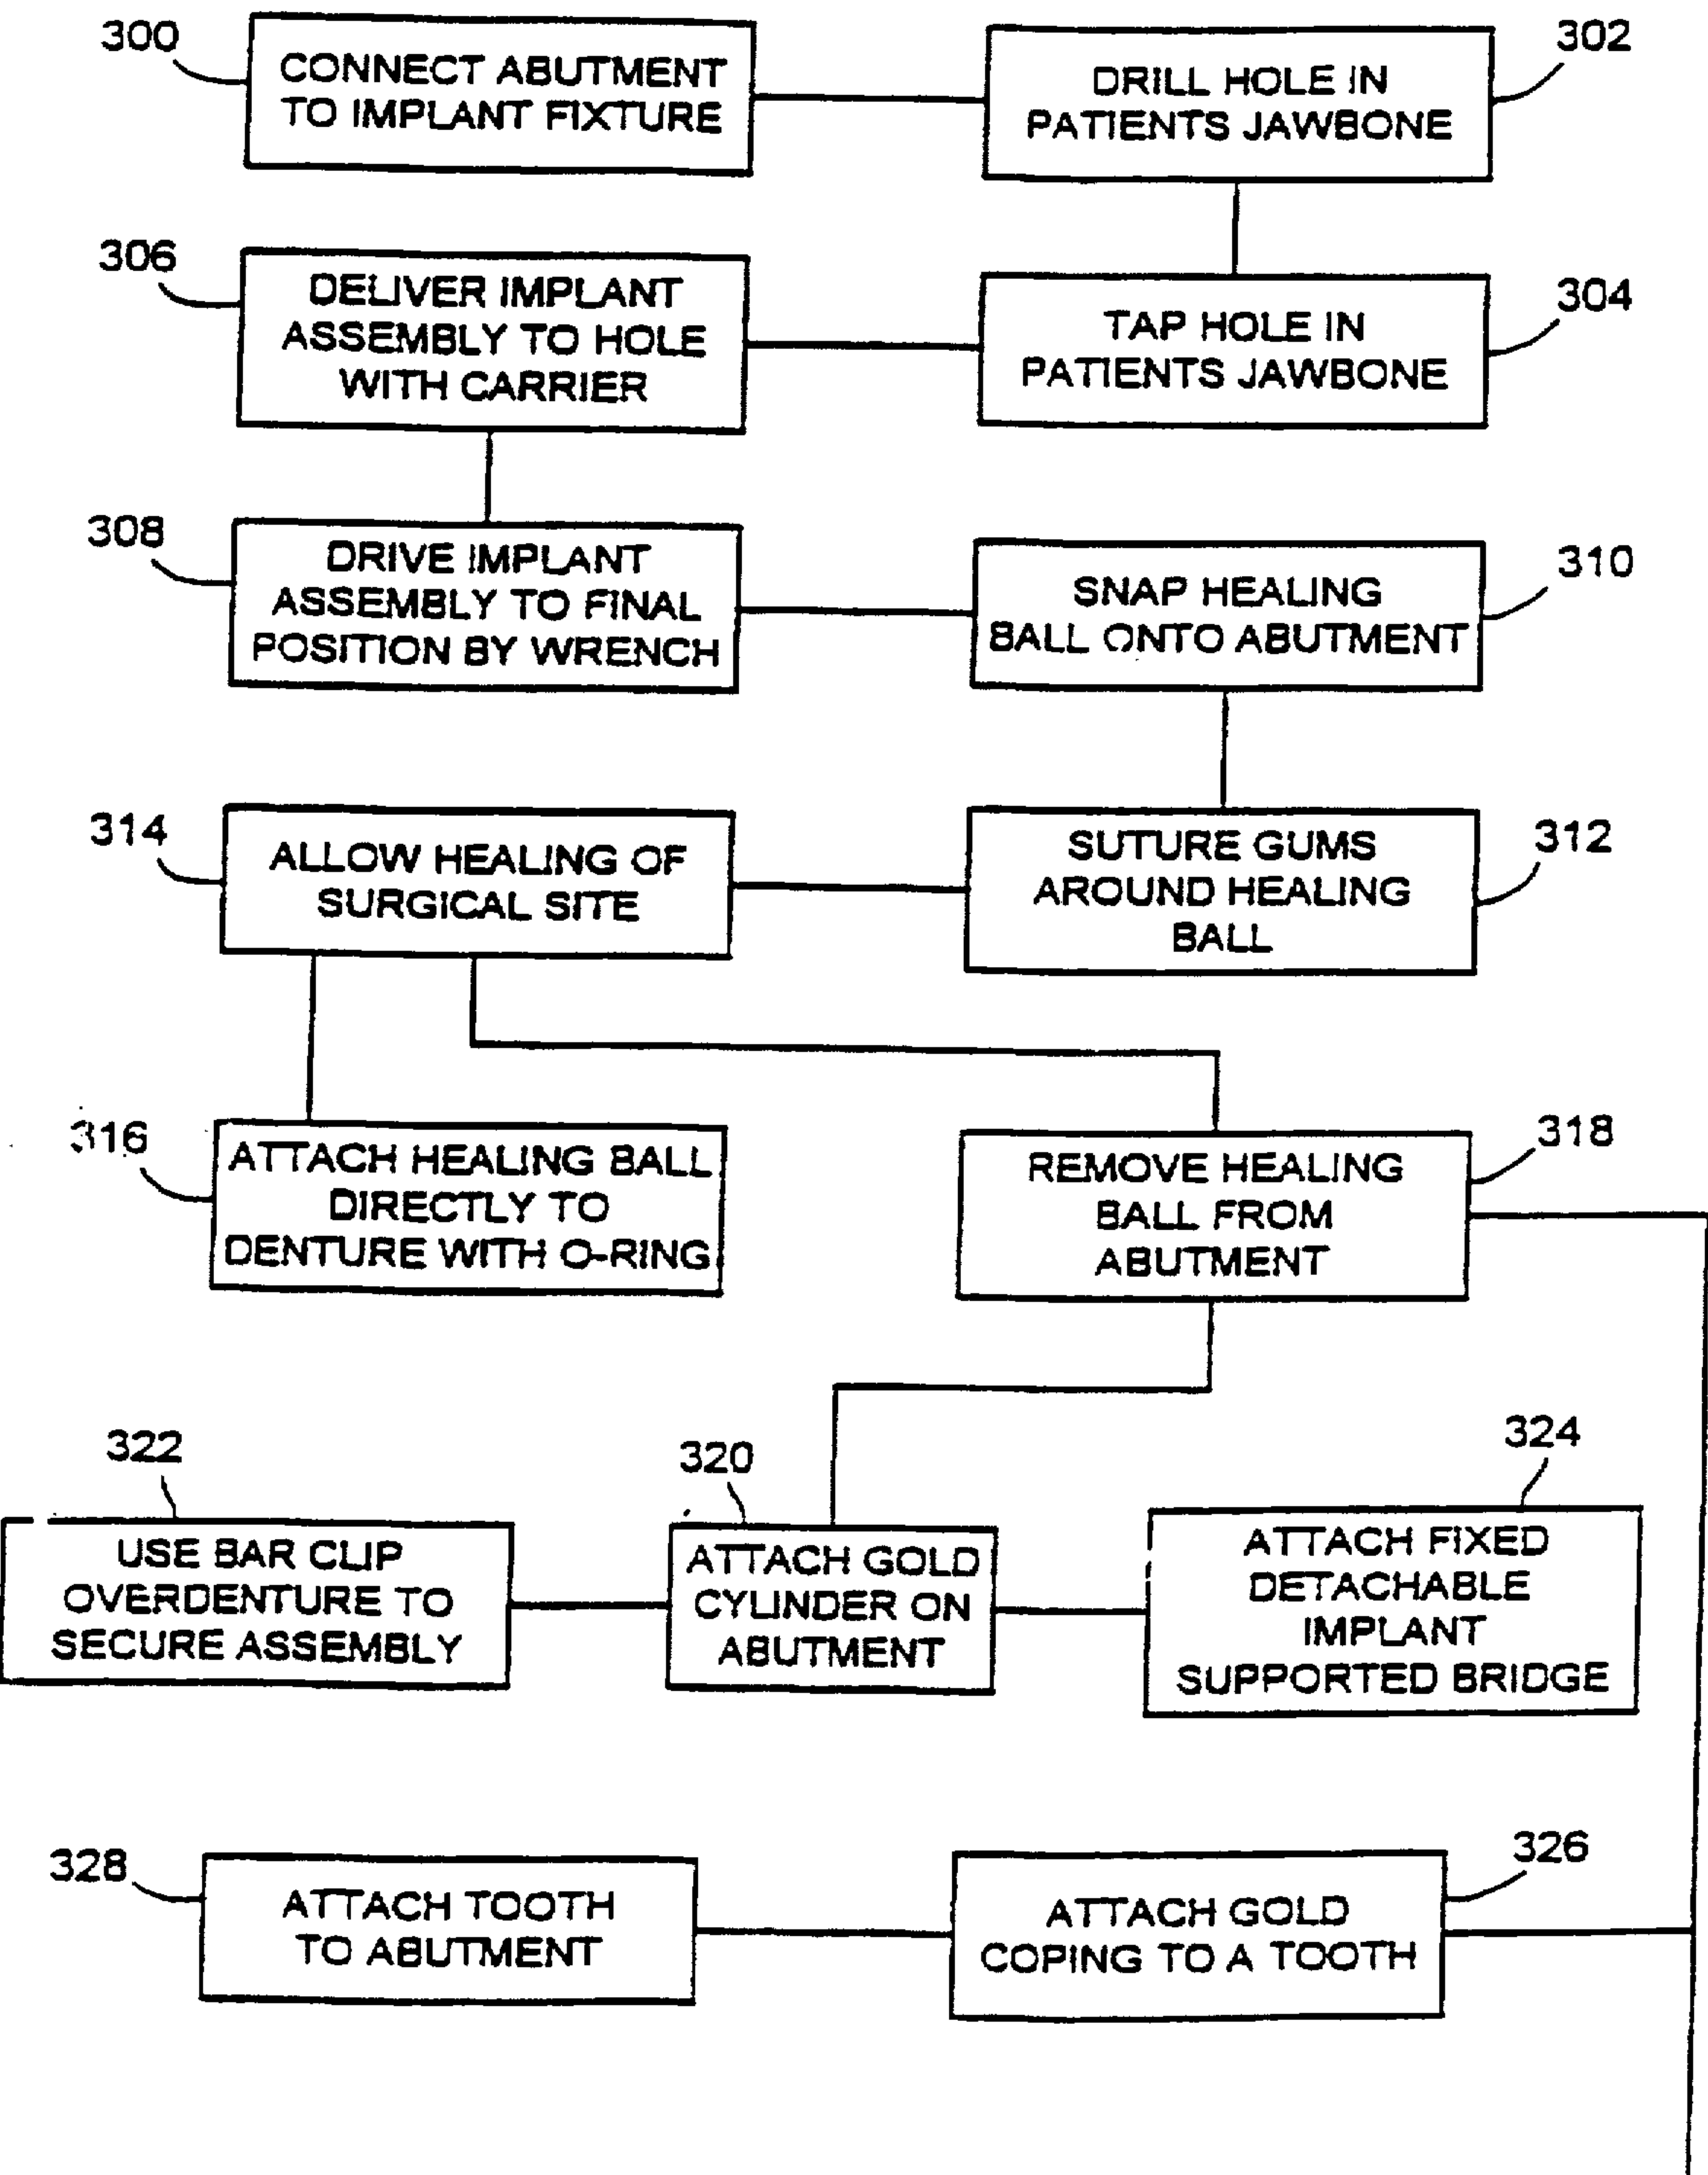 300
CONNECT ABUTMENT
TO IMPLANT FIXTURE
302
DRILL HOLE IN
PATIENTS JAWBONE
306
DELIVER IMPLANT
ASSEMBLY TO HOLE
WITH CARRIER
304
TAP HOLE IN
PATIENTS JAWBONE
308
DRIVE IMPLANT
ASSEMBLY TO FINAL
POSITION BY WRENCH
310
SNAP HEALING
BALL ONTO ABUTMENT
314
ALLOW HEALING OF
SURGICAL SITE
312
SUTURE GUMS
AROUND HEALING
BALL
316
ATTACH HEALING BALL
DIRECTLY TO
DENTURE WITH O-RING
318
REMOVE HEALING
BALL FROM
ABUTMENT
322
USE BAR CLIP
OVERDENTURE TO
SECURE ASSEMBLY
320
ATTACH GOLD
CYLINDER ON
ABUTMENT
324
ATTACH FIXED
DETACHABLE
IMPLANT
SUPPORTED BRIDGE
328
ATTACH TOOTH
TO ABUTMENT
326
ATTACH GOLD
COPING TO A TOOTH